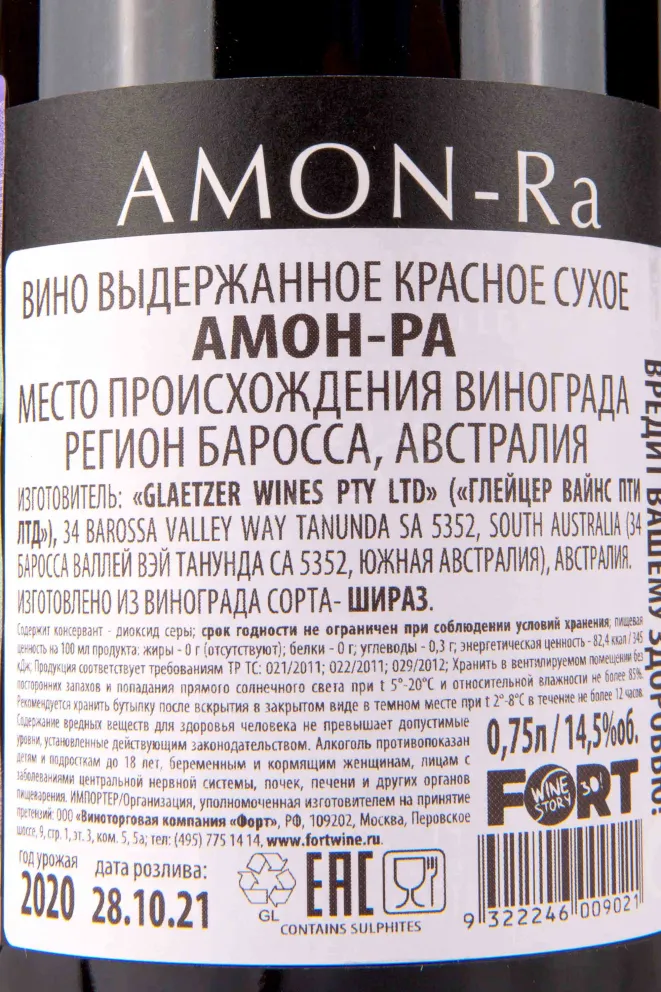 AMON-Ra
ВИНО ВЫДЕРЖАННОЕ КРАСНОЕ СУХОЕ
АМОН-РА
МЕСТО ПРОИСХОЖДЕНИЯ ВИНОГРАДА
РЕГИОН БАРОССА, АВСТРАЛИЯ
ИЗГОТОВИТЕЛЬ: «GLAETZER WINES PTY LTD» («ГЛЕЙЦЕР ВАЙНС ПТИ
ЛТД»), 34 BAROSSA VALLEY WAY TANUNDA SA 5352, SOUTH AUSTRALIA (34
БАРОССА ВАЛЛЕЙ ВЭЙ ТАНУНДА СА 5352, ЮЖНАЯ АВСТРАЛИЯ), АВСТРАЛИЯ.
ИЗГОТОВЛЕНО ИЗ ВИНОГРАДА СОРТА- ШИРАЗ.
Содержит консервант - диоксид серы; срок годности не ограничен при соблюдении условий хранения; пищевая
ценность на 100 мл продукта: жиры - 0 г (отсутствуют); белки - 0 г; углеводы - 0,3 г; энергетическая ценность - 82,4 ккал / 345
кДж; Продукция соответствует требованиям ТР ТС: 021/2011; 022/2011; 029/2012; Хранить в вентилируемом помещении без
посторонних запахов и попадания прямого солнечного света при t 5°-20°С и относительной влажности не более 85%.
Рекомендуется хранить бутылку после вскрытия в закрытом виде в темном месте при t 2°-8°С в течение не более 12 часов.
Содержание вредных веществ для здоровья человека не превышает допустимые
уровни, установленные действующим законодательством. Алкоголь противопоказан
детям и подросткам до 18 лет, беременным и кормящим женщинам, лицам с
заболеваниями центральной нервной системы, почек, печени и других органов
пищеварения. ИМПОРТЕР/Организация, уполномоченная изготовителем на принятие
претензий: ООО «Виноторговая компания «Форт», РФ, 109202, Москва, Перовское
шоссе, 9, стр. 1, эт. 3, ком. 5, 5а; тел: (495) 775 14 14, www.fortwine.ru.
0,75л / 14,5%об.
FORT
WINE
STORY
30!
год урожая
2020
дата розлива:
28.10.21
GL
EAC
CONTAINS SULPHITES
9 322246 009021
ВРЕДИТ ВАШЕМУ ЗДОРОВЬЮ!